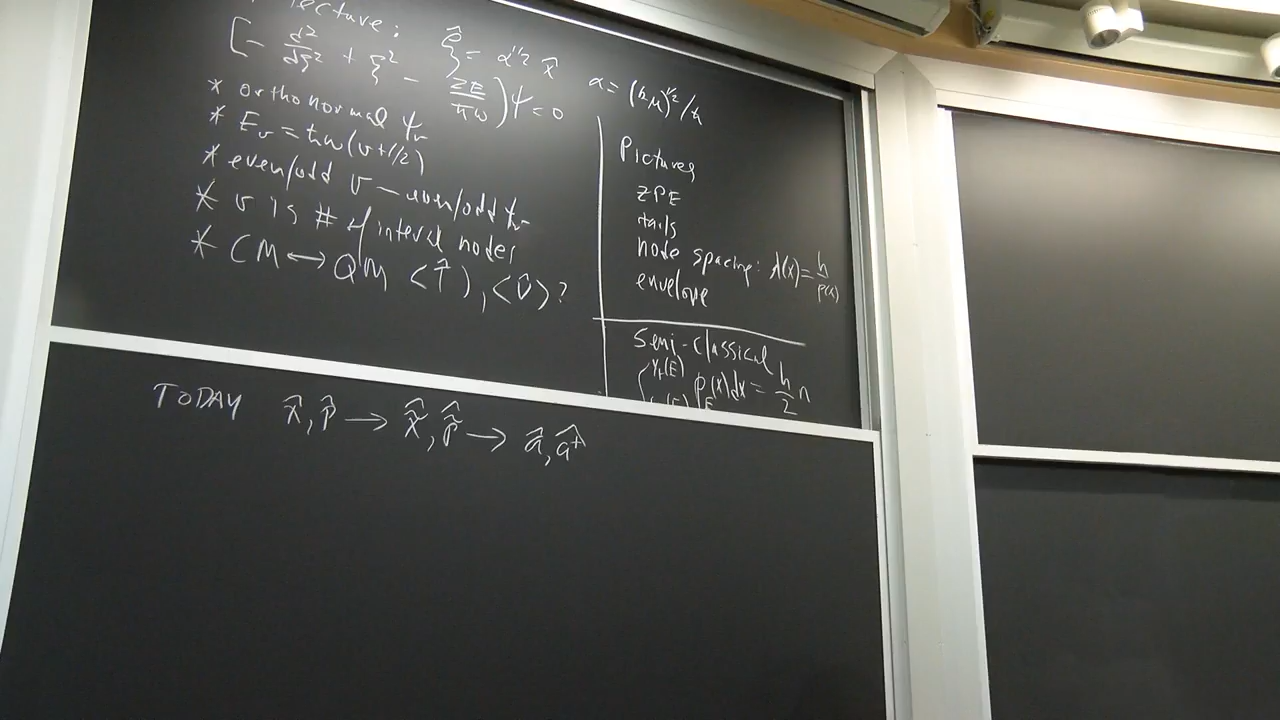 lecture:
[- d²/dξ² + ξ² - 2E/ħω)ψ=0
ξ̂ = α^1/2 x̂
α = (kμ)^1/2/ħ
* orthonormal ψv
* Ev = ħω(v+1/2)
* even/odd v — even/odd ψv
* v is # of internal nodes
* CM ↔ QM <T̂>, <V̂>?
Pictures
ZPE
tails
node spacing: λ(x) = h/p(x)
envelope
Semi-classical
∫ pE(x)dx = h/2 n
x+(E)
TODAY x̂, p̂ → x̃̂, p̃̂ → â, â†